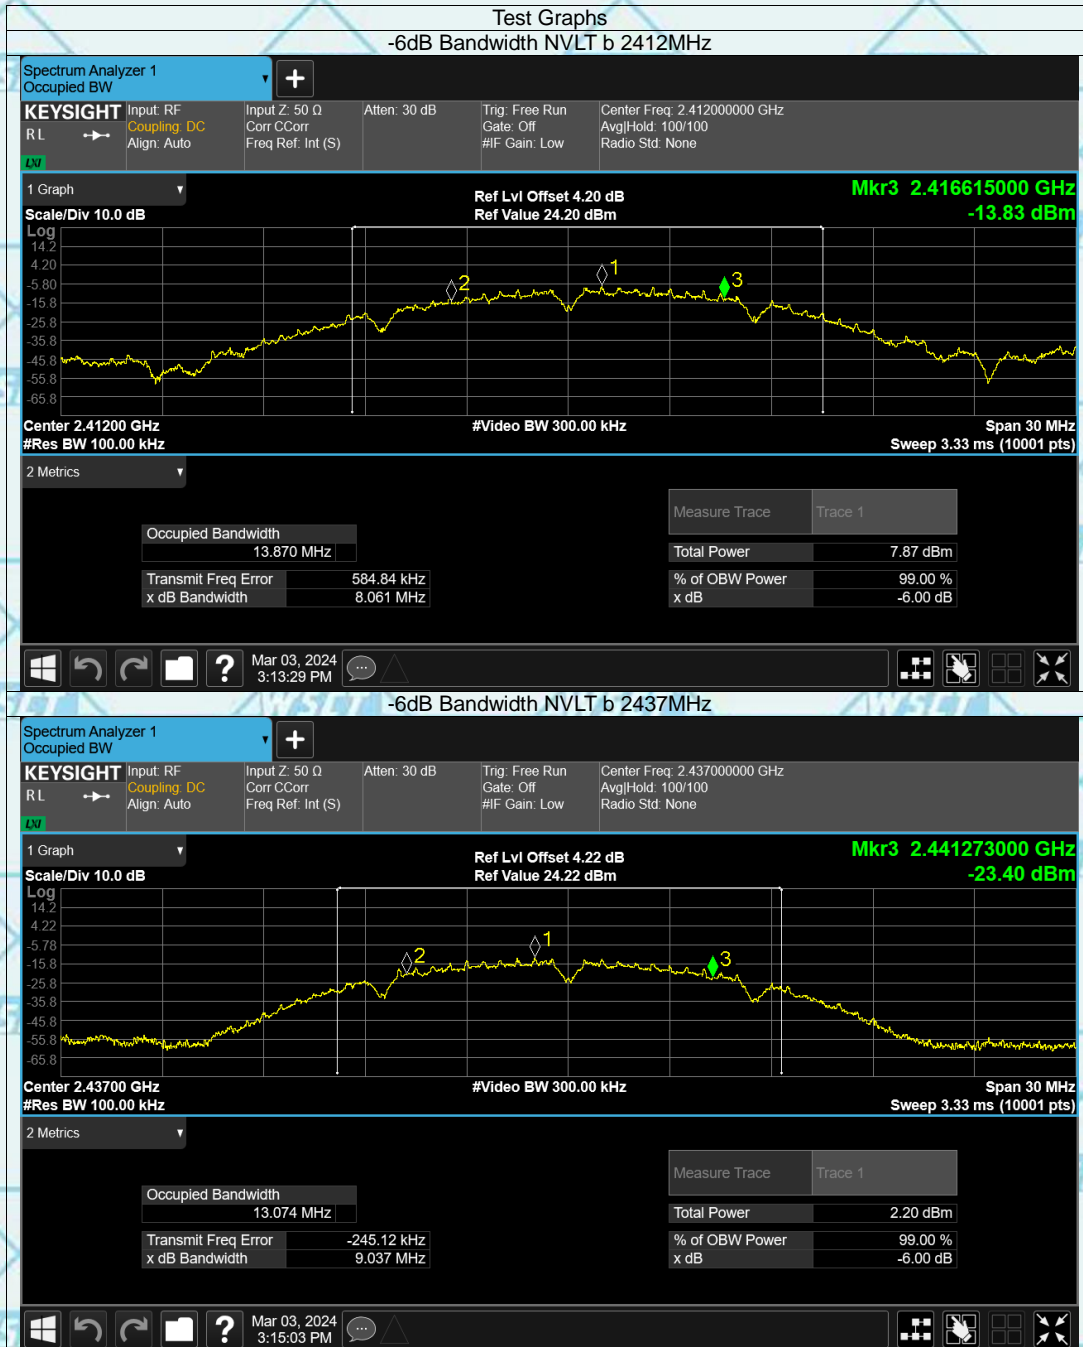 Test Graphs
-6dB Bandwidth NVLT b 2412MHz
Spectrum Analyzer 1
Occupied BW
+
KEYSIGHT Input: RF Input Z: 50 Ω Atten: 30 dB Trig: Free Run Center Freq: 2.412000000 GHz
R L Coupling: DC Corr CCorr Gate: Off Avg|Hold: 100/100
Align: Auto Freq Ref: Int (S) #IF Gain: Low Radio Std: None
LXI
1 Graph Ref Lvl Offset 4.20 dB Mkr3 2.416615000 GHz
Scale/Div 10.0 dB Ref Value 24.20 dBm -13.83 dBm
Log
14.2
4.20
-5.80
-15.8
-25.8
-35.8
-45.8
-55.8
-65.8
2 1 3
Center 2.41200 GHz #Video BW 300.00 kHz Span 30 MHz
#Res BW 100.00 kHz Sweep 3.33 ms (10001 pts)
2 Metrics
Measure Trace Trace 1
Occupied Bandwidth
13.870 MHz Total Power 7.87 dBm
Transmit Freq Error 584.84 kHz % of OBW Power 99.00 %
x dB Bandwidth 8.061 MHz x dB -6.00 dB
? Mar 03, 2024
3:13:29 PM
-6dB Bandwidth NVLT b 2437MHz
Spectrum Analyzer 1
Occupied BW
+
KEYSIGHT Input: RF Input Z: 50 Ω Atten: 30 dB Trig: Free Run Center Freq: 2.437000000 GHz
R L Coupling: DC Corr CCorr Gate: Off Avg|Hold: 100/100
Align: Auto Freq Ref: Int (S) #IF Gain: Low Radio Std: None
LXI
1 Graph Ref Lvl Offset 4.22 dB Mkr3 2.441273000 GHz
Scale/Div 10.0 dB Ref Value 24.22 dBm -23.40 dBm
Log
14.2
4.22
-5.78
-15.8
-25.8
-35.8
-45.8
-55.8
-65.8
2 1 3
Center 2.43700 GHz #Video BW 300.00 kHz Span 30 MHz
#Res BW 100.00 kHz Sweep 3.33 ms (10001 pts)
2 Metrics
Measure Trace Trace 1
Occupied Bandwidth
13.074 MHz Total Power 2.20 dBm
Transmit Freq Error -245.12 kHz % of OBW Power 99.00 %
x dB Bandwidth 9.037 MHz x dB -6.00 dB
? Mar 03, 2024
3:15:03 PM